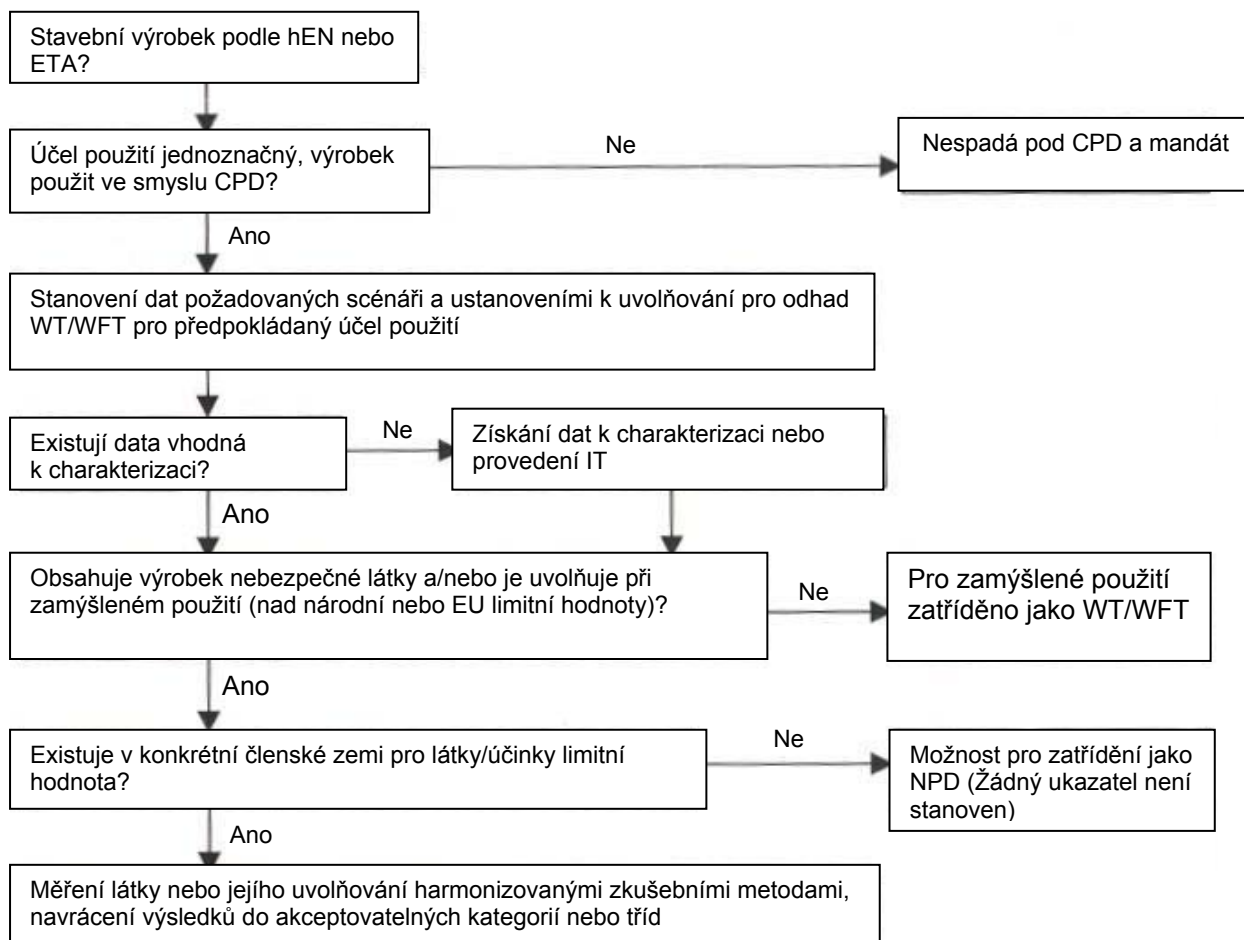 Stavební výrobek podle hEN nebo
ETA?
Účel použití jednoznačný, výrobek
použit ve smyslu CPD?
Ne
Nespadá pod CPD a mandát
Ano
Stanovení dat požadovaných scénáři a ustanoveními k uvolňování pro odhad
WT/WFT pro předpokládaný účel použití
Existují data vhodná
k charakterizaci?
Ne
Získání dat k charakterizaci nebo
provedení IT
Ano
Obsahuje výrobek nebezpečné látky a/nebo je uvolňuje při
zamýšleném použití (nad národní nebo EU limitní hodnoty)?
Ne
Pro zamýšlené použití
zatříděno jako WT/WFT
Ano
Existuje v konkrétní členské zemi pro látky/účinky limitní
hodnota?
Ne
Možnost pro zatřídění jako
NPD (Žádný ukazatel není
stanoven)
Ano
Měření látky nebo jejího uvolňování harmonizovanými zkušebními metodami,
navrácení výsledků do akceptovatelných kategorií nebo tříd